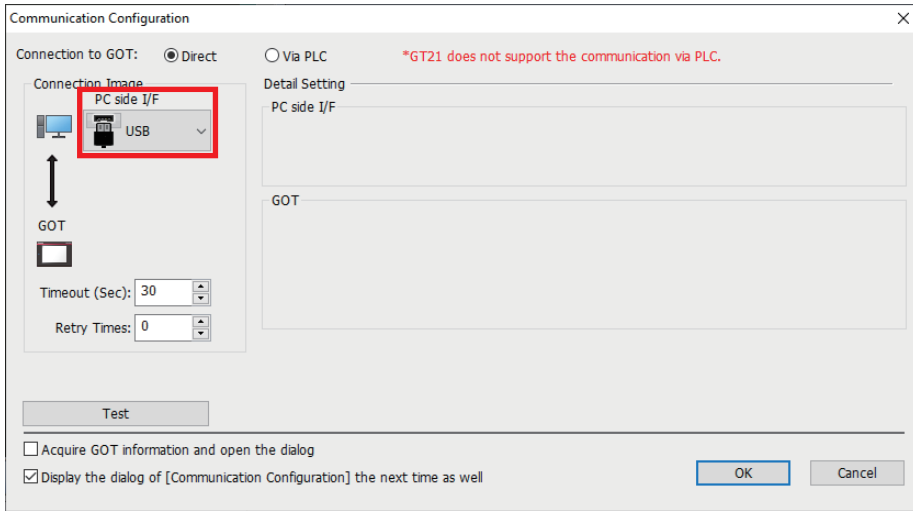 Communication Configuration
Connection to GOT: Direct Via PLC *GT21 does not support the communication via PLC.
Connection Image
PC side I/F
USB
GOT
Timeout (Sec): 30
Retry Times: 0
Detail Setting
PC side I/F
GOT
Test
Acquire GOT information and open the dialog
Display the dialog of [Communication Configuration] the next time as well
OK
Cancel